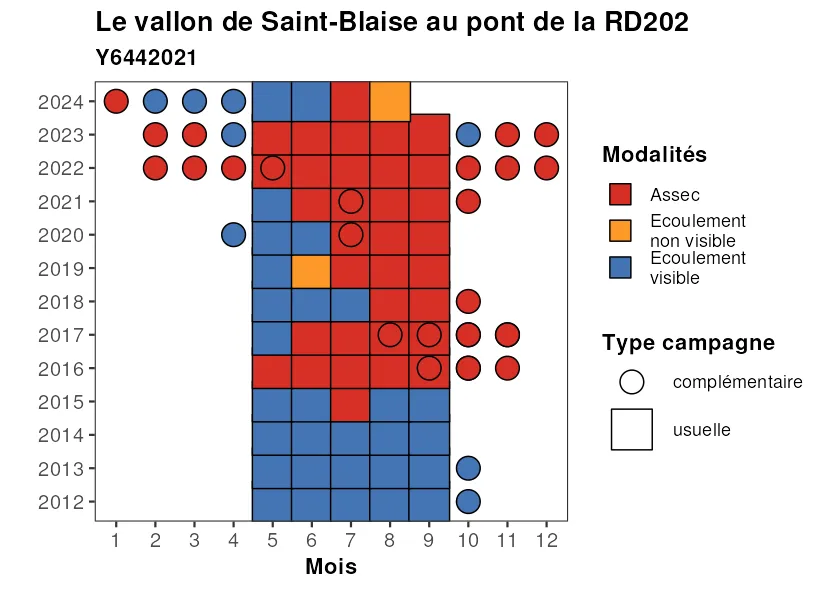 Le vallon de Saint-Blaise au pont de la RD202
Y6442021
2024
2023
2022
2021
2020
2019
2018
2017
2016
2015
2014
2013
2012
1 2 3 4 5 6 7 8 9 10 11 12
Mois
Modalités
Assec
Ecoulement
non visible
Ecoulement
visible
Type campagne
complémentaire
usuelle